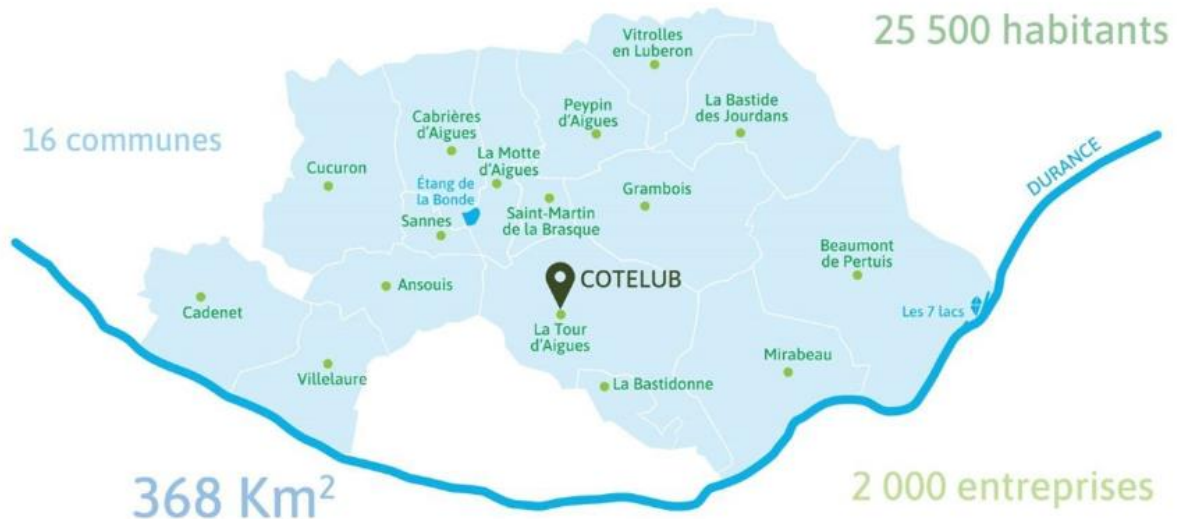 25 500 habitants
Vitrolles
en Luberon
Cabrières
d'Aigues
Peypin
d'Aigues
La Bastide
des Jourdans
16 communes
La Motte
d'Aigues
Cucuron
DURANCE
Étang de
la Bonde
Grambois
Sannes
Saint-Martin
de la Brasque
Beaumont
de Pertuis
COTELUB
Ansouis
Cadenet
Les 7 lacs
La Tour
d'Aigues
Mirabeau
Villelaure
La Bastidonne
368 Km²
2 000 entreprises